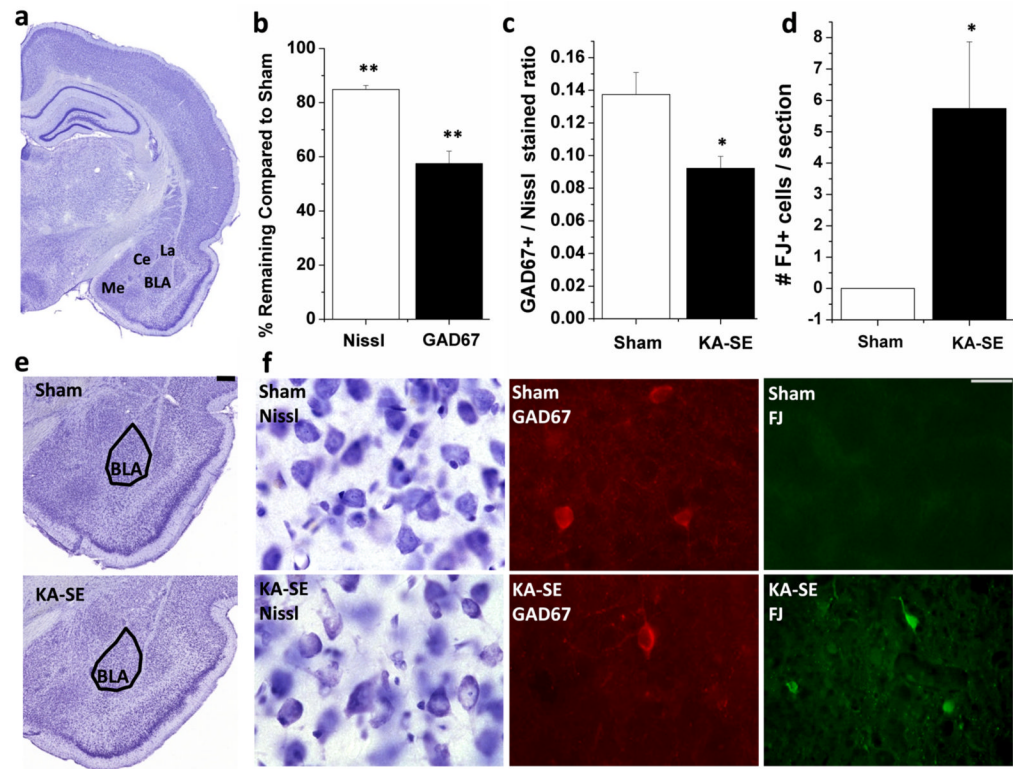 a
Ce
La
Me
BLA
b
% Remaining Compared to Sham
100
80
60
40
20
0
**
**
Nissl
GAD67
c
GAD67+ / Nissl stained ratio
0.16
0.14
0.12
0.10
0.08
0.06
0.04
0.02
0.00
*
Sham
KA-SE
d
# FJ+ cells / section
8
7
6
5
4
3
2
1
0
-1
*
Sham
KA-SE
e
Sham
BLA
KA-SE
BLA
f
Sham
Nissl
Sham
GAD67
Sham
FJ
KA-SE
Nissl
KA-SE
GAD67
KA-SE
FJ